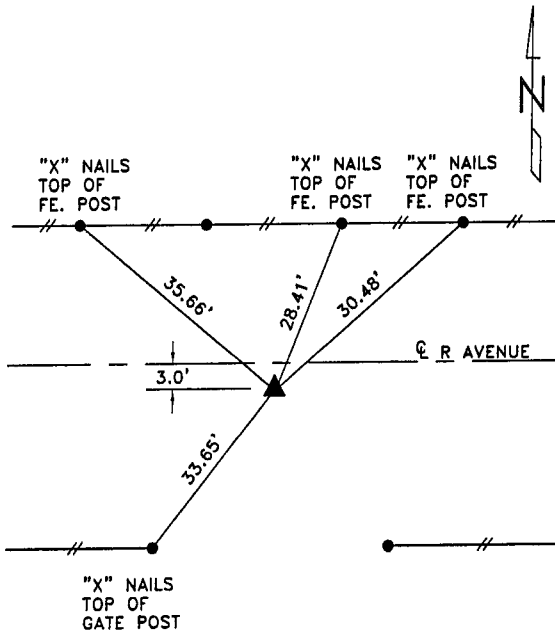 N
"X" NAILS
TOP OF
FE. POST
"X" NAILS
TOP OF
FE. POST
"X" NAILS
TOP OF
FE. POST
35.66'
28.41'
30.48'
℄ R AVENUE
3.0'
33.65'
"X" NAILS
TOP OF
GATE POST